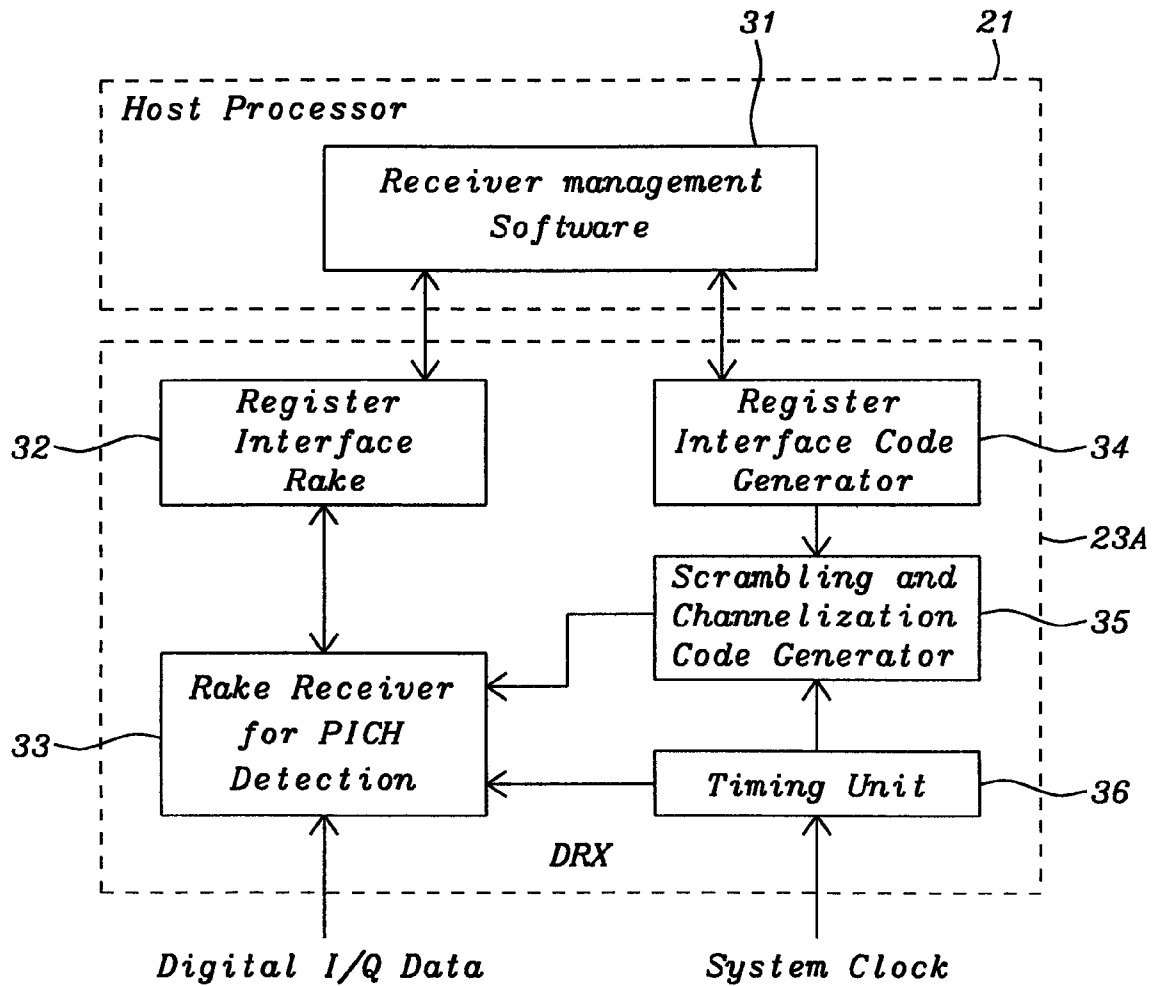 31
21
Host Processor
Receiver management
Software
Register
Interface
Rake
32
Register
Interface Code
Generator
34
23A
Scrambling and
Channelization
Code Generator
35
Rake Receiver
for PICH
Detection
33
Timing Unit
36
DRX
Digital I/Q Data
System Clock